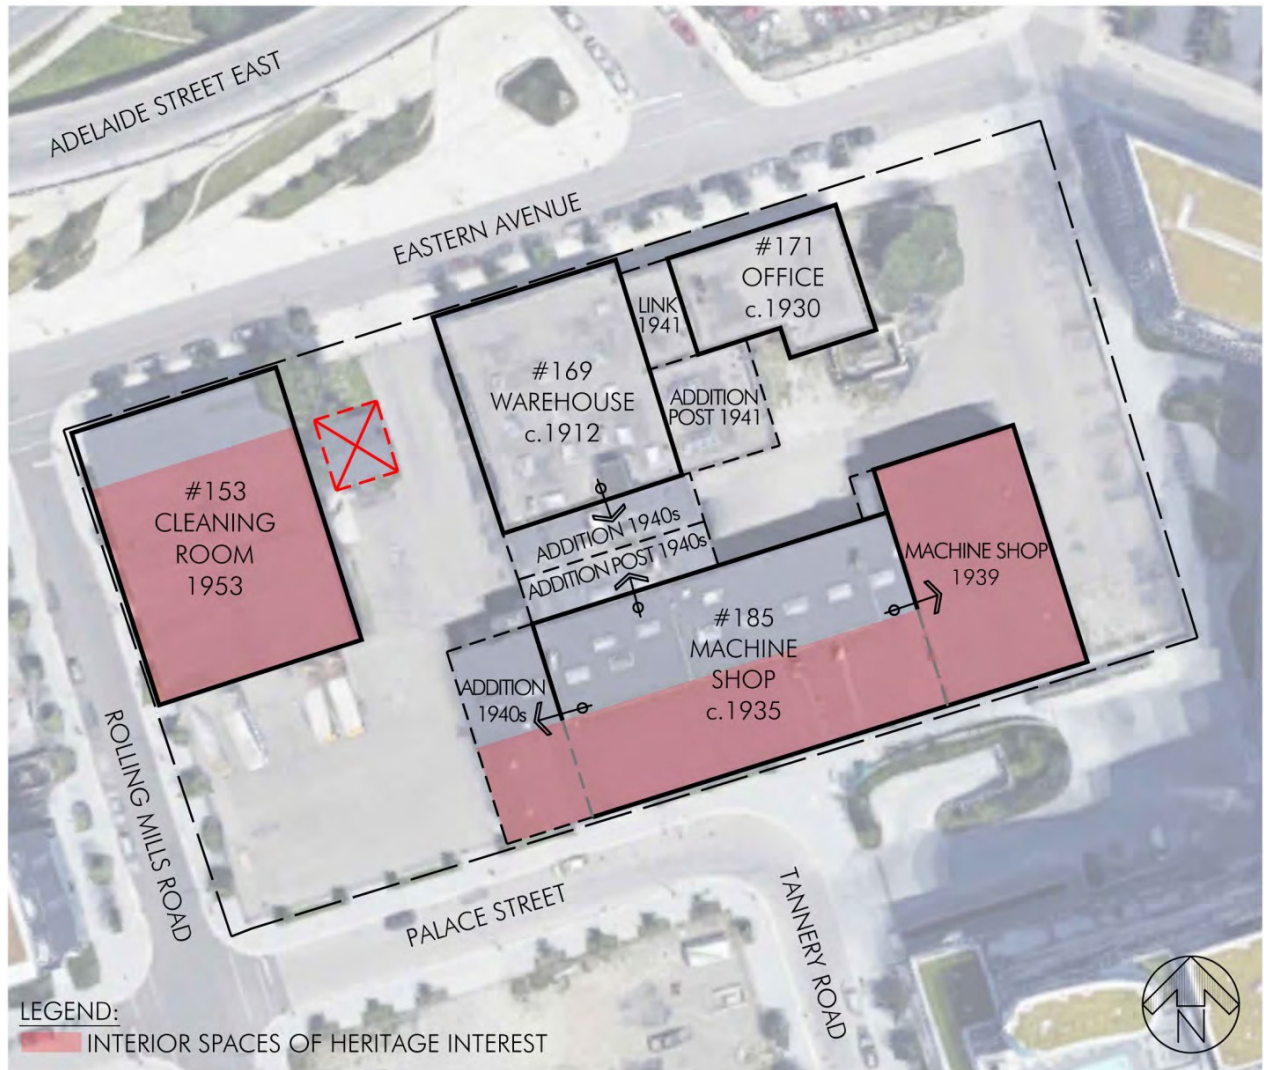 ADELAIDE STREET EAST
EASTERN AVENUE
#171
OFFICE
c.1930
LINK
1941
#169
WAREHOUSE
c.1912
ADDITION
POST 1941
#153
CLEANING
ROOM
1953
ADDITION 1940s
ADDITION POST 1940s
MACHINE SHOP
1939
#185
MACHINE
SHOP
c.1935
ADDITION
1940s
ROLLING MILLS ROAD
PALACE STREET
TANNERY ROAD
LEGEND:
INTERIOR SPACES OF HERITAGE INTEREST
N